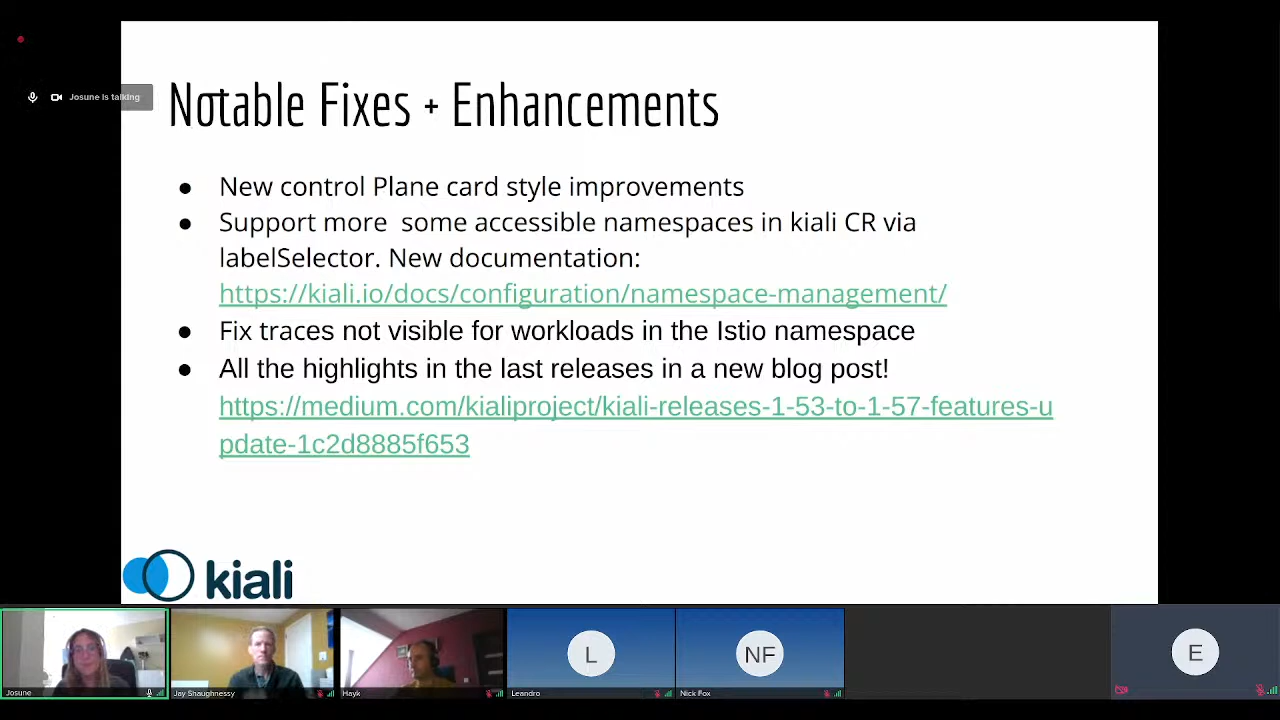 Josune is talking
Notable Fixes + Enhancements
● New control Plane card style improvements
● Support more  some accessible namespaces in kiali CR via
labelSelector. New documentation:
https://kiali.io/docs/configuration/namespace-management/
● Fix traces not visible for workloads in the Istio namespace
● All the highlights in the last releases in a new blog post!
https://medium.com/kialiproject/kiali-releases-1-53-to-1-57-features-u
pdate-1c2d8885f653
kiali
L
NF
E
Josune
Jay Shaughnessy
Hayk
Leandro
Nick Fox